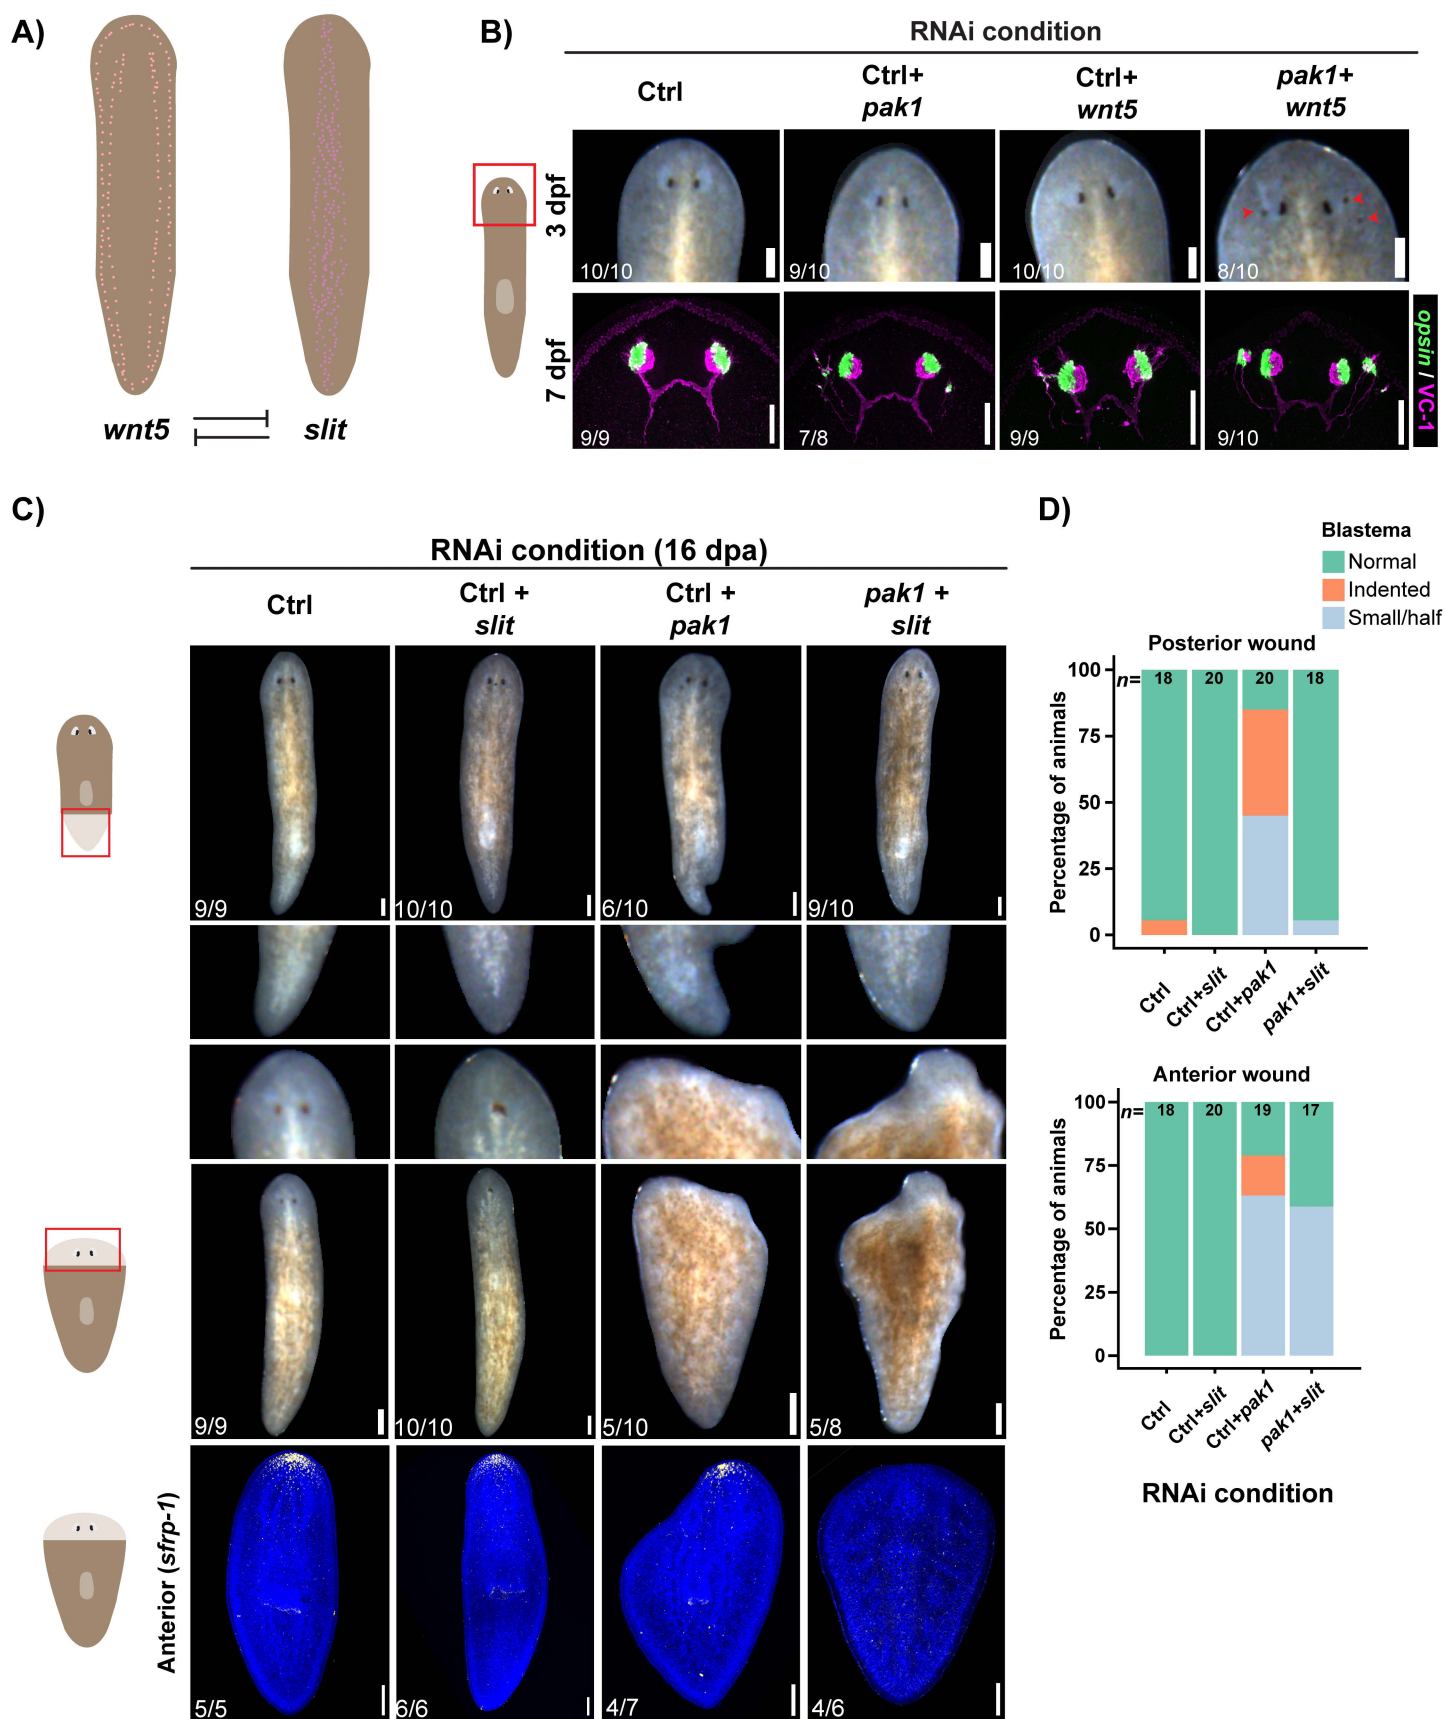 A)
wnt5
slit
B)
RNAi condition
Ctrl
Ctrl+
pak1
Ctrl+
wnt5
pak1+
wnt5
3 dpf
10/10
9/10
10/10
8/10
7 dpf
9/9
7/8
9/9
9/10
opsin / VC-1
C)
RNAi condition (16 dpa)
Ctrl
Ctrl +
slit
Ctrl +
pak1
pak1 +
slit
9/9
10/10
6/10
9/10
9/9
10/10
5/10
5/8
Anterior (sfrp-1)
5/5
6/6
4/7
4/6
D)
Blastema
Normal
Indented
Small/half
Posterior wound
Percentage of animals
100
75
50
25
0
n=
18
20
20
18
Ctrl
Ctrl+slit
Ctrl+pak1
pak1+slit
Anterior wound
Percentage of animals
100
75
50
25
0
n=
18
20
19
17
Ctrl
Ctrl+slit
Ctrl+pak1
pak1+slit
RNAi condition